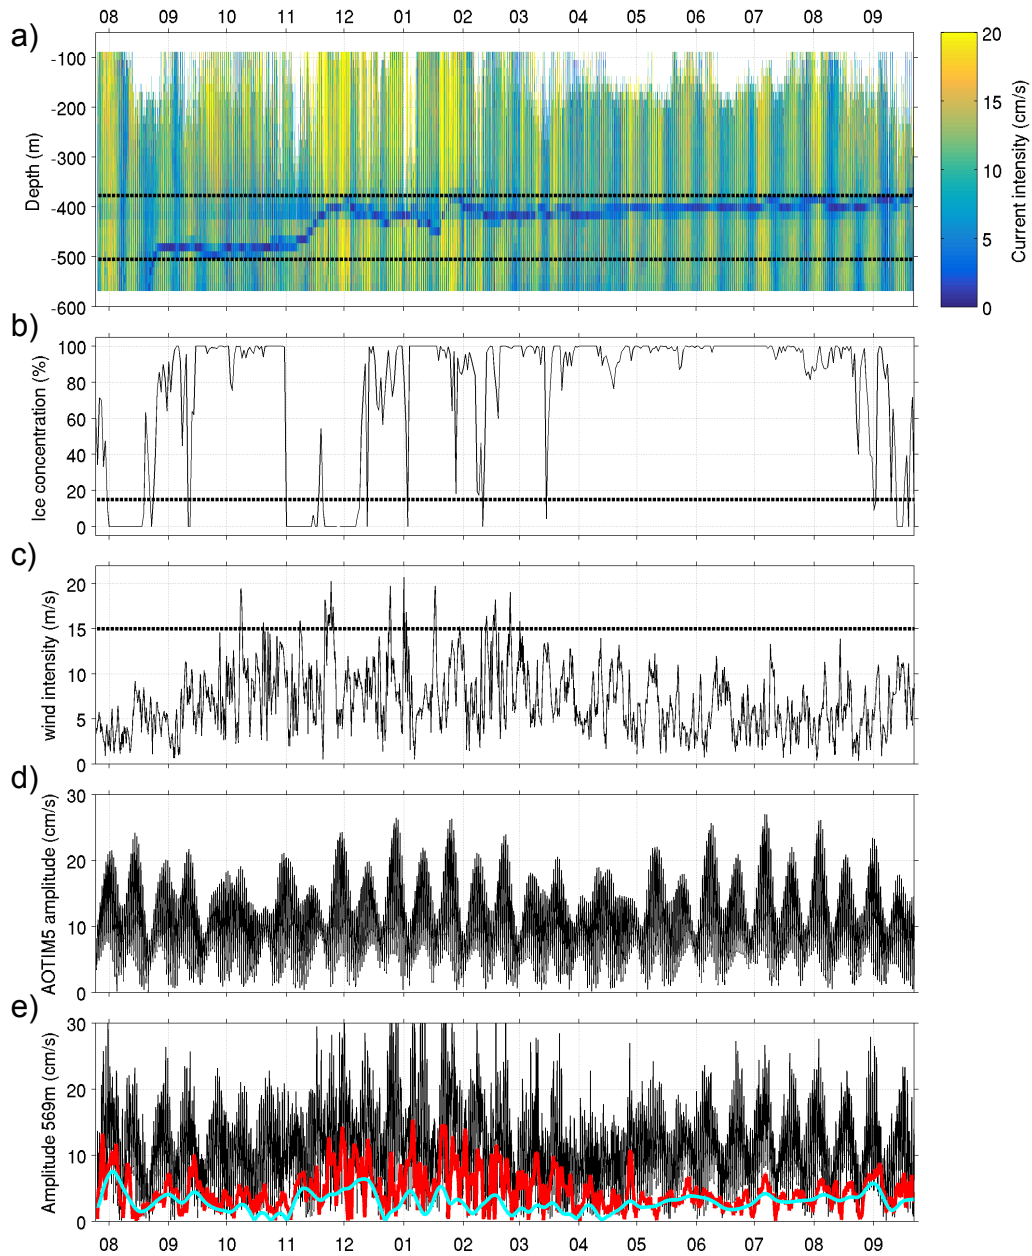 08 09 10 11 12 01 02 03 04 05 06 07 08 09
a)
-100
-200
-300
-400
-500
-600
Depth (m)
20
15
10
5
0
Current intensity (cm/s)
b)
100
80
60
40
20
0
Ice concentration (%)
c)
20
15
10
5
0
wind intensity (m/s)
d)
30
20
10
0
AOTIM5 amplitude (cm/s)
e)
30
20
10
0
Amplitude 569m (cm/s)
08 09 10 11 12 01 02 03 04 05 06 07 08 09